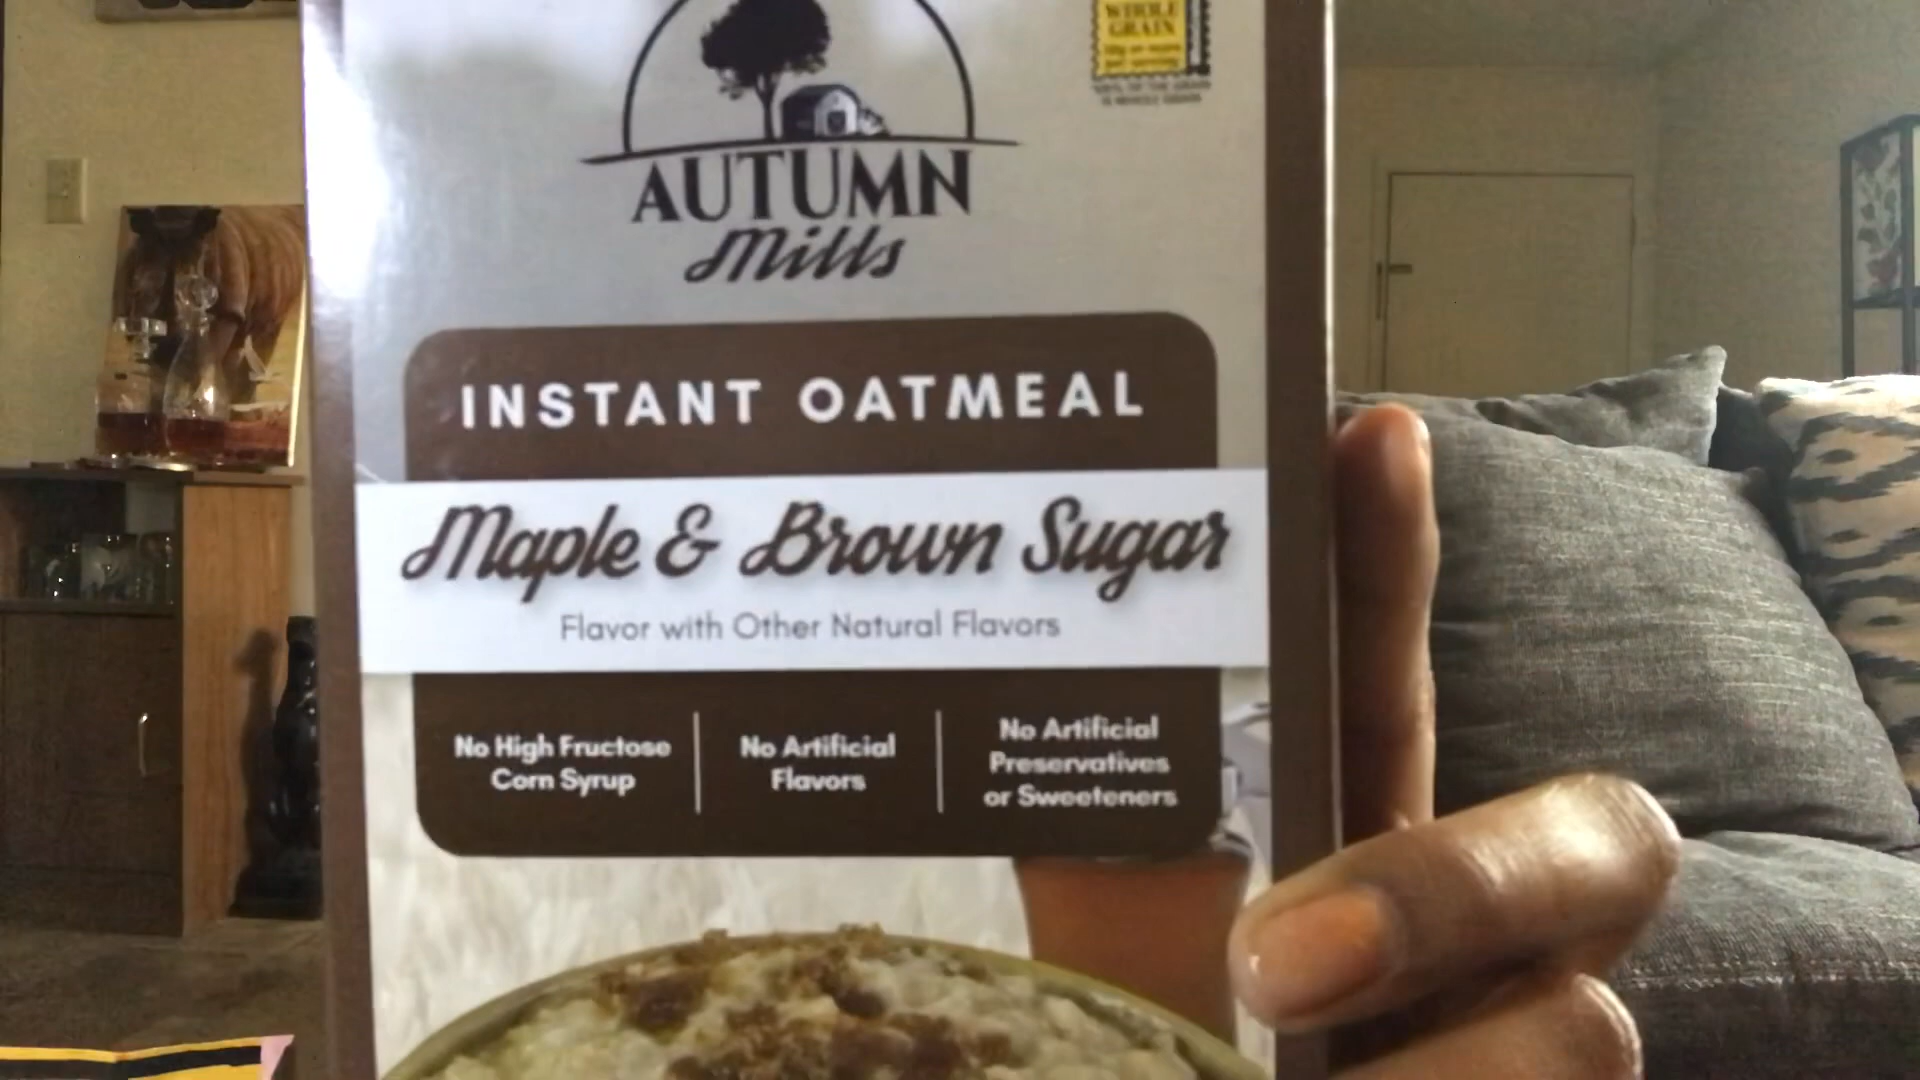 WHOLE
GRAIN
AUTUMN
Mills
INSTANT OATMEAL
Maple & Brown Sugar
Flavor with Other Natural Flavors
No High Fructose
Corn Syrup
No Artificial
Flavors
No Artificial
Preservatives
or Sweeteners